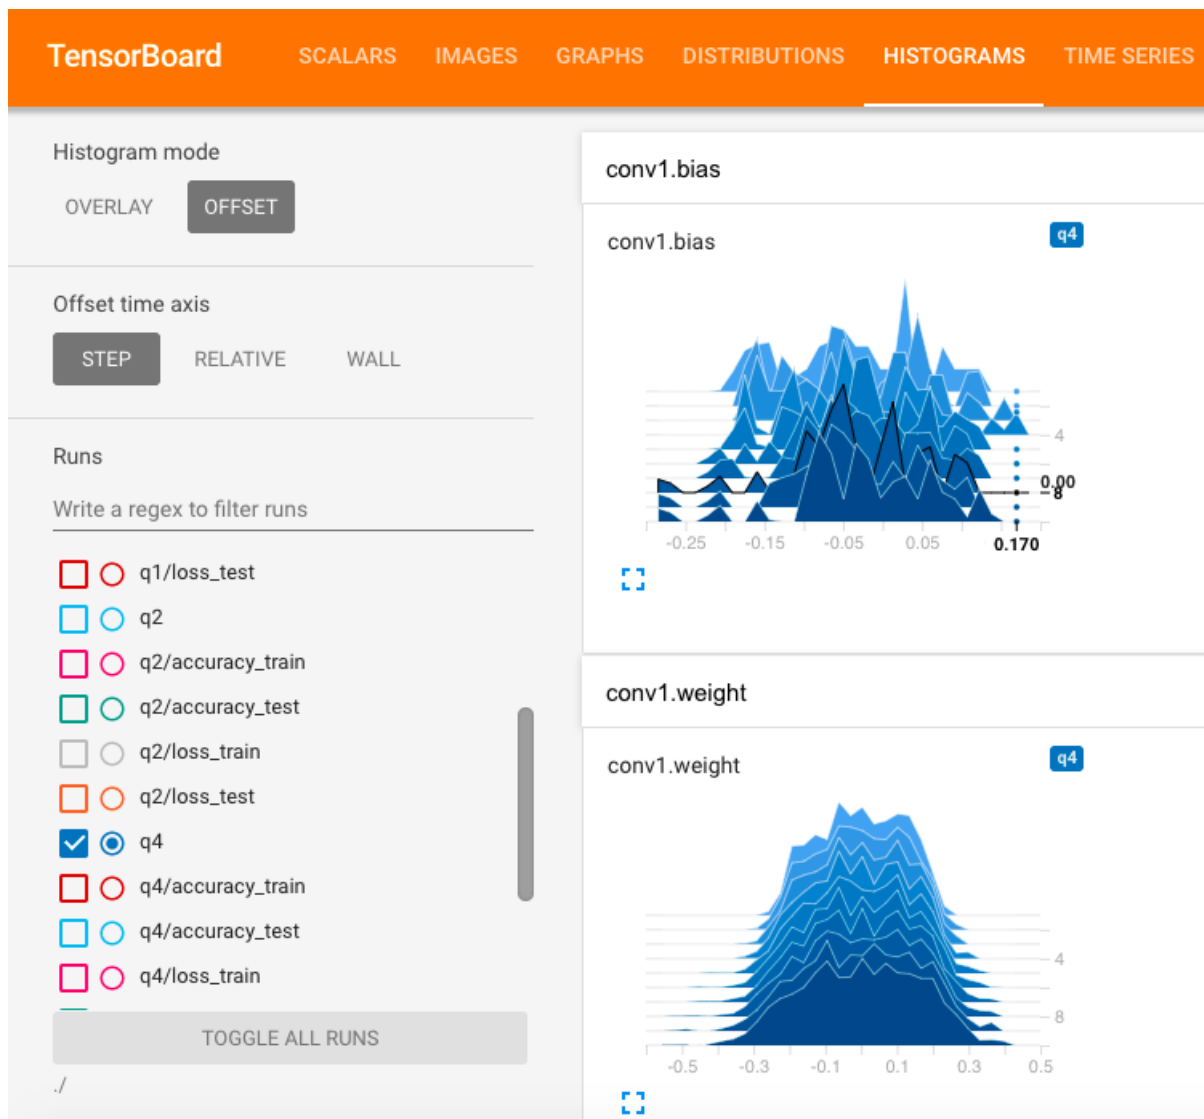 TensorBoard SCALARS IMAGES GRAPHS DISTRIBUTIONS HISTOGRAMS TIME SERIES
Histogram mode
OVERLAY OFFSET
Offset time axis
STEP RELATIVE WALL
Runs
Write a regex to filter runs
q1/loss_test
q2
q2/accuracy_train
q2/accuracy_test
q2/loss_train
q2/loss_test
q4
q4/accuracy_train
q4/accuracy_test
q4/loss_train
TOGGLE ALL RUNS
./
conv1.bias
conv1.bias q4
4
0.00
8
-0.25 -0.15 -0.05 0.05 0.170
conv1.weight
conv1.weight q4
4
8
-0.5 -0.3 -0.1 0.1 0.3 0.5